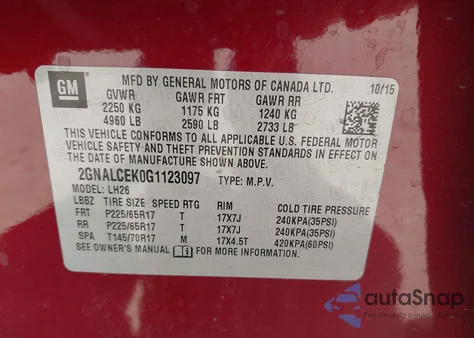 GM
MFD BY GENERAL MOTORS OF CANADA LTD.
10/15
GVWR GAWR FRT GAWR RR
2250 KG 1175 KG 1240 KG
4960 LB 2590 LB 2733 LB
THIS VEHICLE CONFORMS TO ALL APPLICABLE U.S. FEDERAL MOTOR
VEHICLE SAFETY AND THEFT PREVENTION STANDARDS IN EFFECT
ON THE DATE OF MANUFACTURE SHOWN ABOVE.
2GNALCEK0G1123097 TYPE: M.P.V.
MODEL: LH26
LBBZ TIRE SIZE SPEED RTG RIM COLD TIRE PRESSURE
FRT P225/65R17 T 17X7J 240KPA(35PSI)
RR P225/65R17 T 17X7J 240KPA(35PSI)
SPA T145/70R17 M 17X4.5T 420KPA(60PSI)
SEE OWNER'S MANUAL FOR MORE INFORMATION.
autoSnap